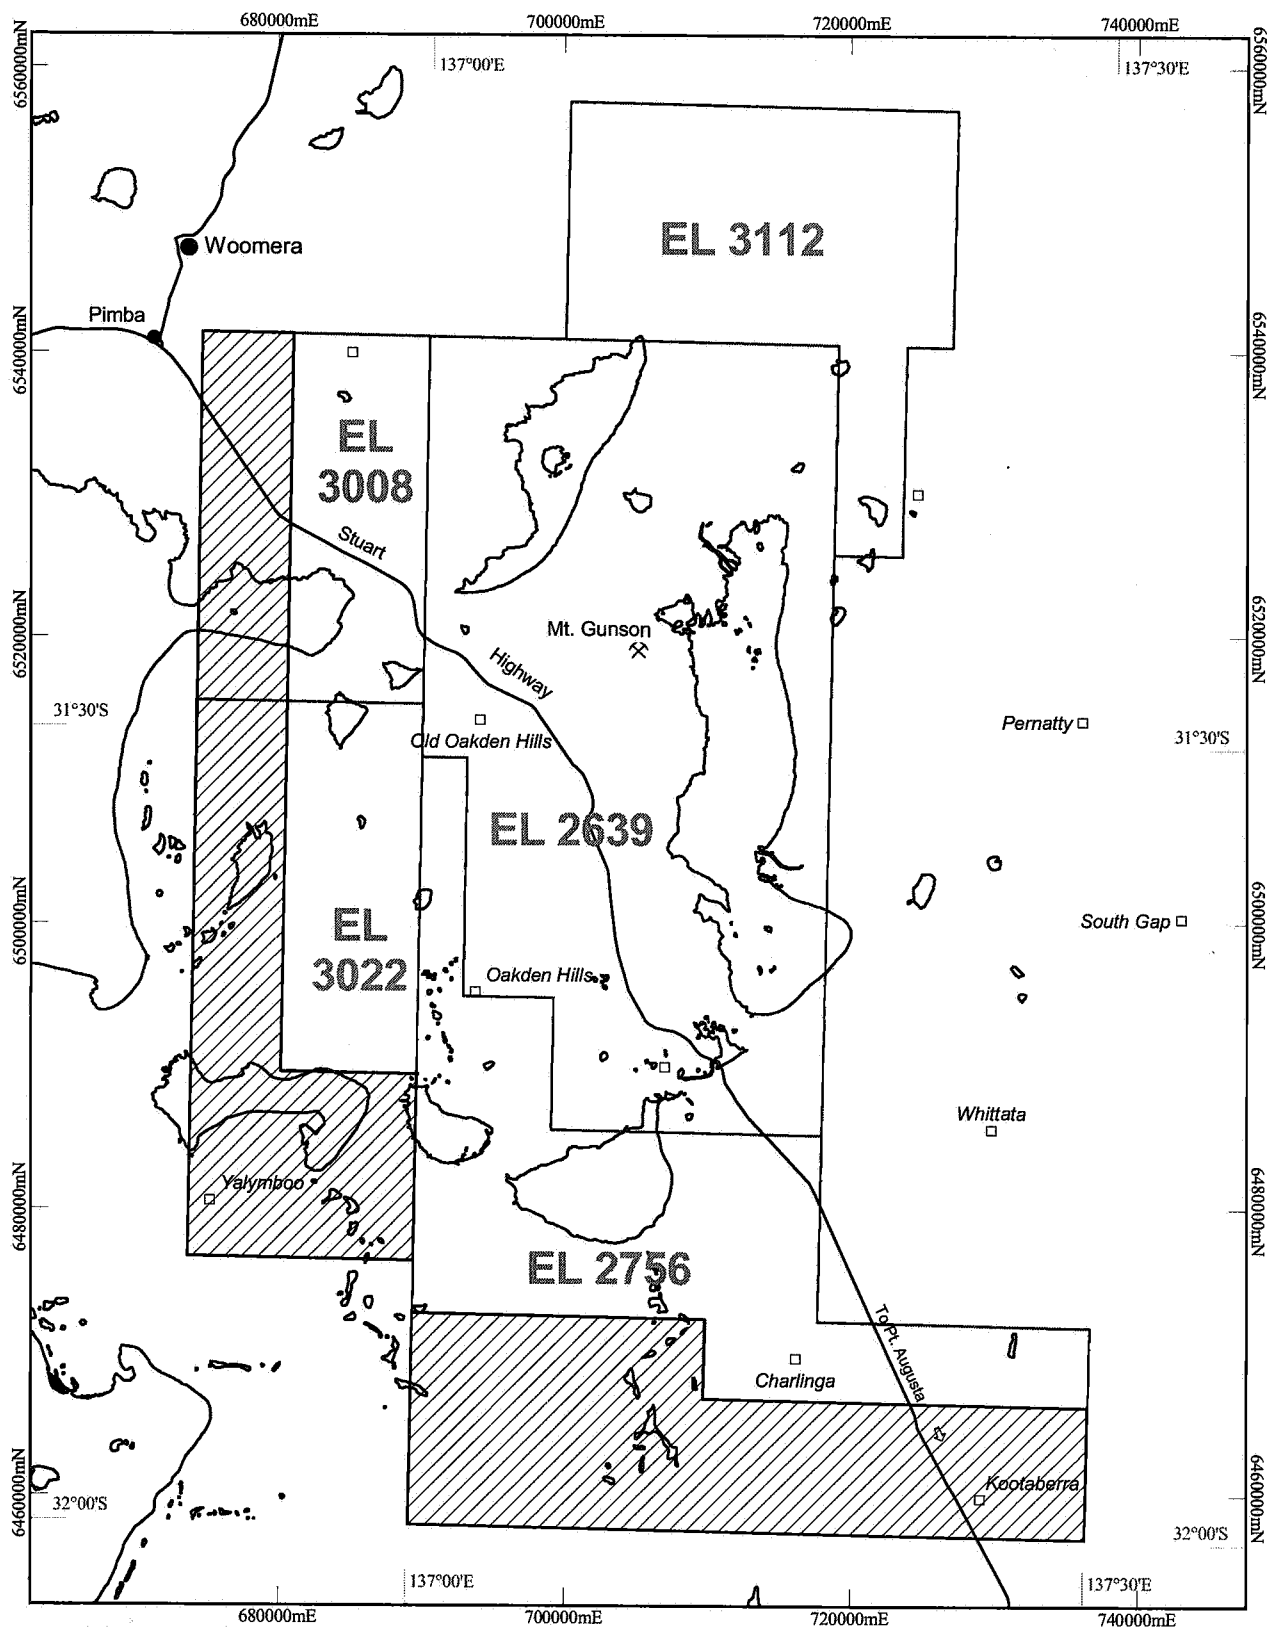 680000mE
700000mE
720000mE
740000mE
137°00'E
137°30'E
6560000mN
6560000mN
EL 3112
Woomera
Pimba
6540000mN
6540000mN
EL
3008
Stuart
Mt. Gunson
6520000mN
6520000mN
Highway
31°30'S
Old Oakden Hills
Pernatty
31°30'S
EL 2639
6500000mN
6500000mN
EL
3022
South Gap
Oakden Hills
Whittata
Yalymboo
6480000mN
6480000mN
EL 2756
To Pt. Augusta
Charlinga
Kootaberra
6460000mN
6460000mN
32°00'S
32°00'S
137°00'E
137°30'E
680000mE
700000mE
720000mE
740000mE